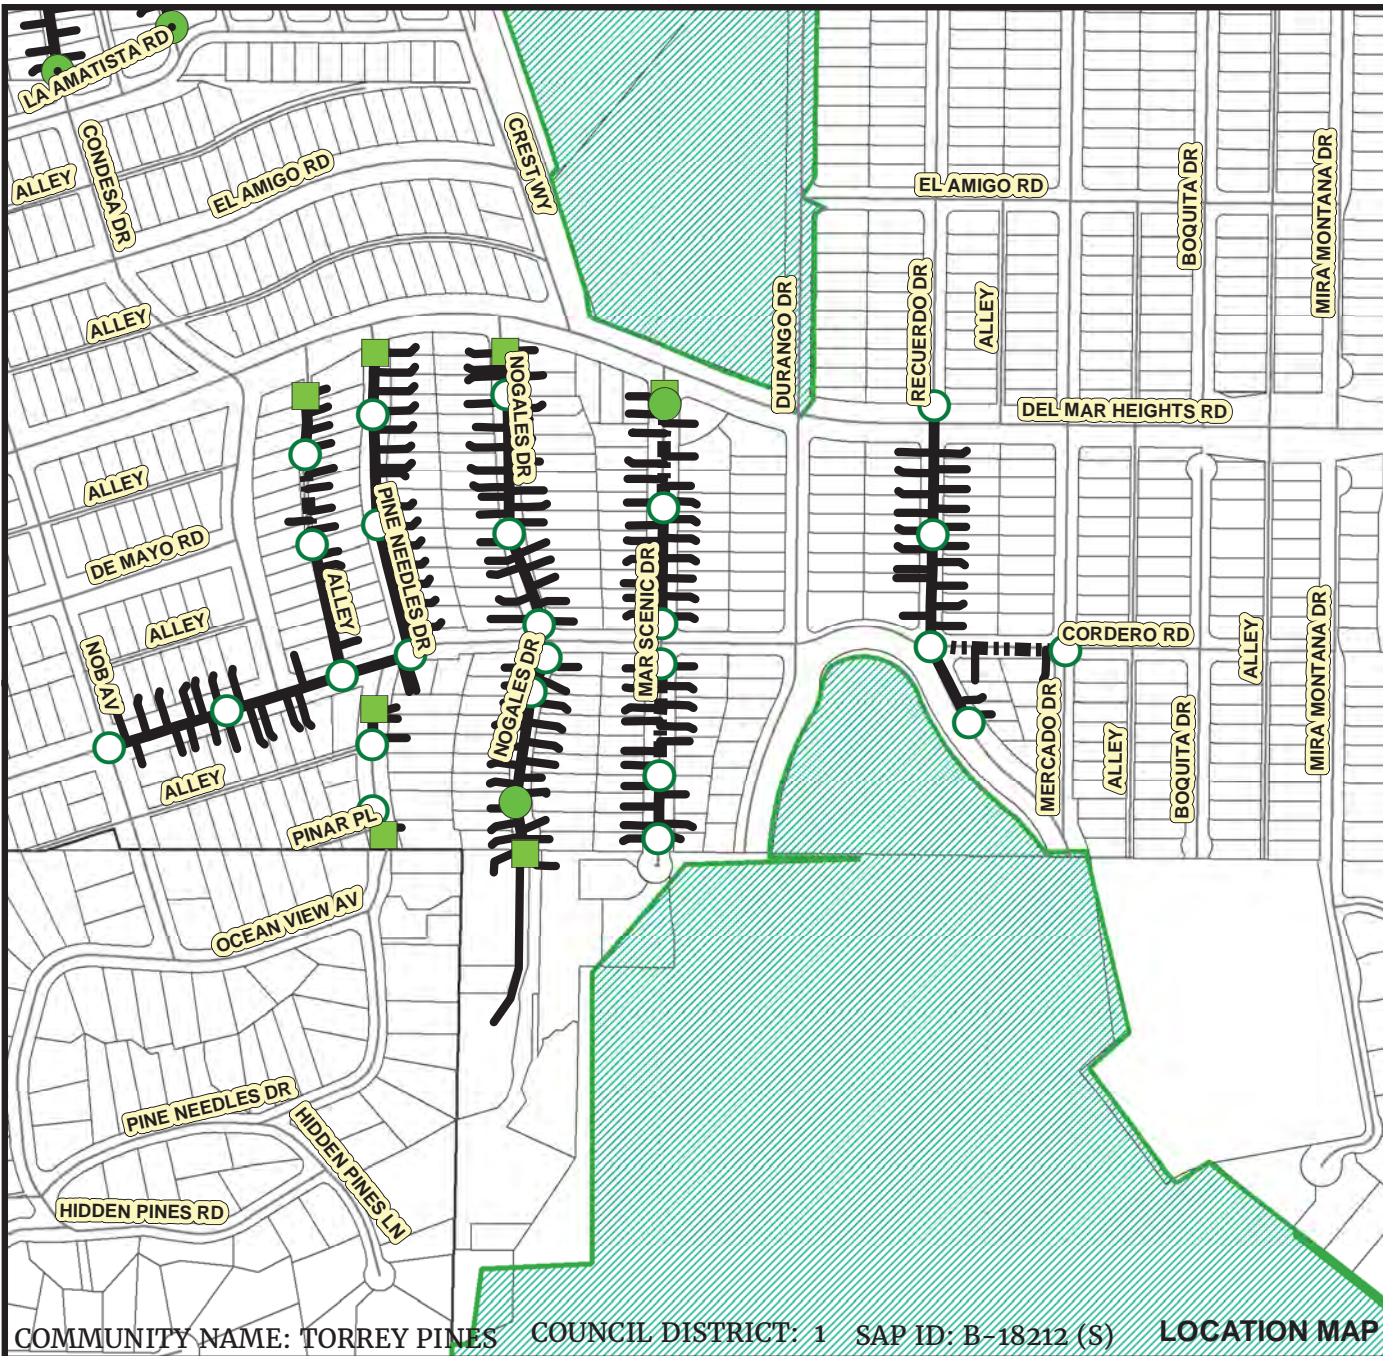 LA AMATISTA RD
CONDESA DR
ALLEY
EL AMIGO RD
CREST WY
EL AMIGO RD
BOQUITA DR
MIRA MONTANA DR
ALLEY
DURANGO DR
RECUERDO DR
ALLEY
NOGALES DR
DEL MAR HEIGHTS RD
ALLEY
DE MAYO RD
PINE NEEDLES DR
ALLEY
ALLEY
NOB AV
NOGALES DR
MAR SCENIC DR
CORDERO RD
ALLEY
MIRA MONTANA DR
MERCADO DR
ALLEY
BOQUITA DR
ALLEY
PINAR PL
OCEAN VIEW AV
PINE NEEDLES DR
HIDDEN PINES LN
HIDDEN PINES RD
COMMUNITY NAME: TORREY PINES COUNCIL DISTRICT: 1 SAP ID: B-18212 (S) LOCATION MAP